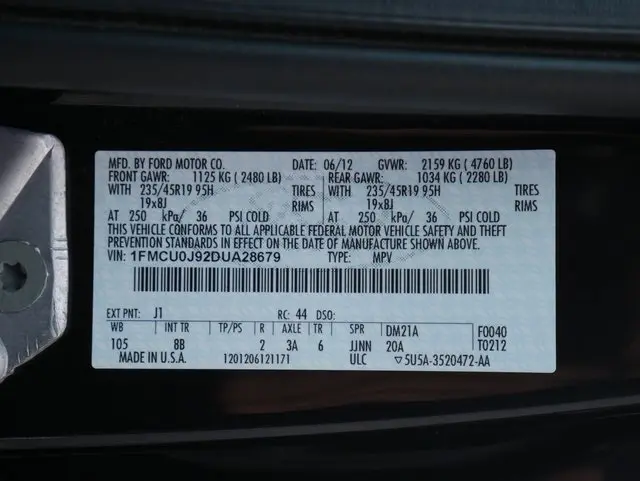 MFD. BY FORD MOTOR CO. DATE: 06/12 GVWR: 2159 KG (4760 LB)
FRONT GAWR: 1125 KG (2480 LB) REAR GAWR: 1034 KG (2280 LB)
WITH 235/45R19 95H TIRES WITH 235/45R19 95H TIRES
19x8J RIMS 19x8J RIMS
AT 250 kPa/ 36 PSI COLD AT 250 kPa/ 36 PSI COLD
THIS VEHICLE CONFORMS TO ALL APPLICABLE FEDERAL MOTOR VEHICLE SAFETY AND THEFT
PREVENTION STANDARDS IN EFFECT ON THE DATE OF MANUFACTURE SHOWN ABOVE.
VIN: 1FMCU0J92DUA28679 TYPE: MPV
EXT PNT: J1 RC: 44 DSO:
WB INT TR TP/PS R AXLE TR SPR DM21A F0040
105 8B 2 3A 6 JJNN 20A T0212
MADE IN U.S.A. 1201206121171 ULC ▽5U5A-3520472-AA